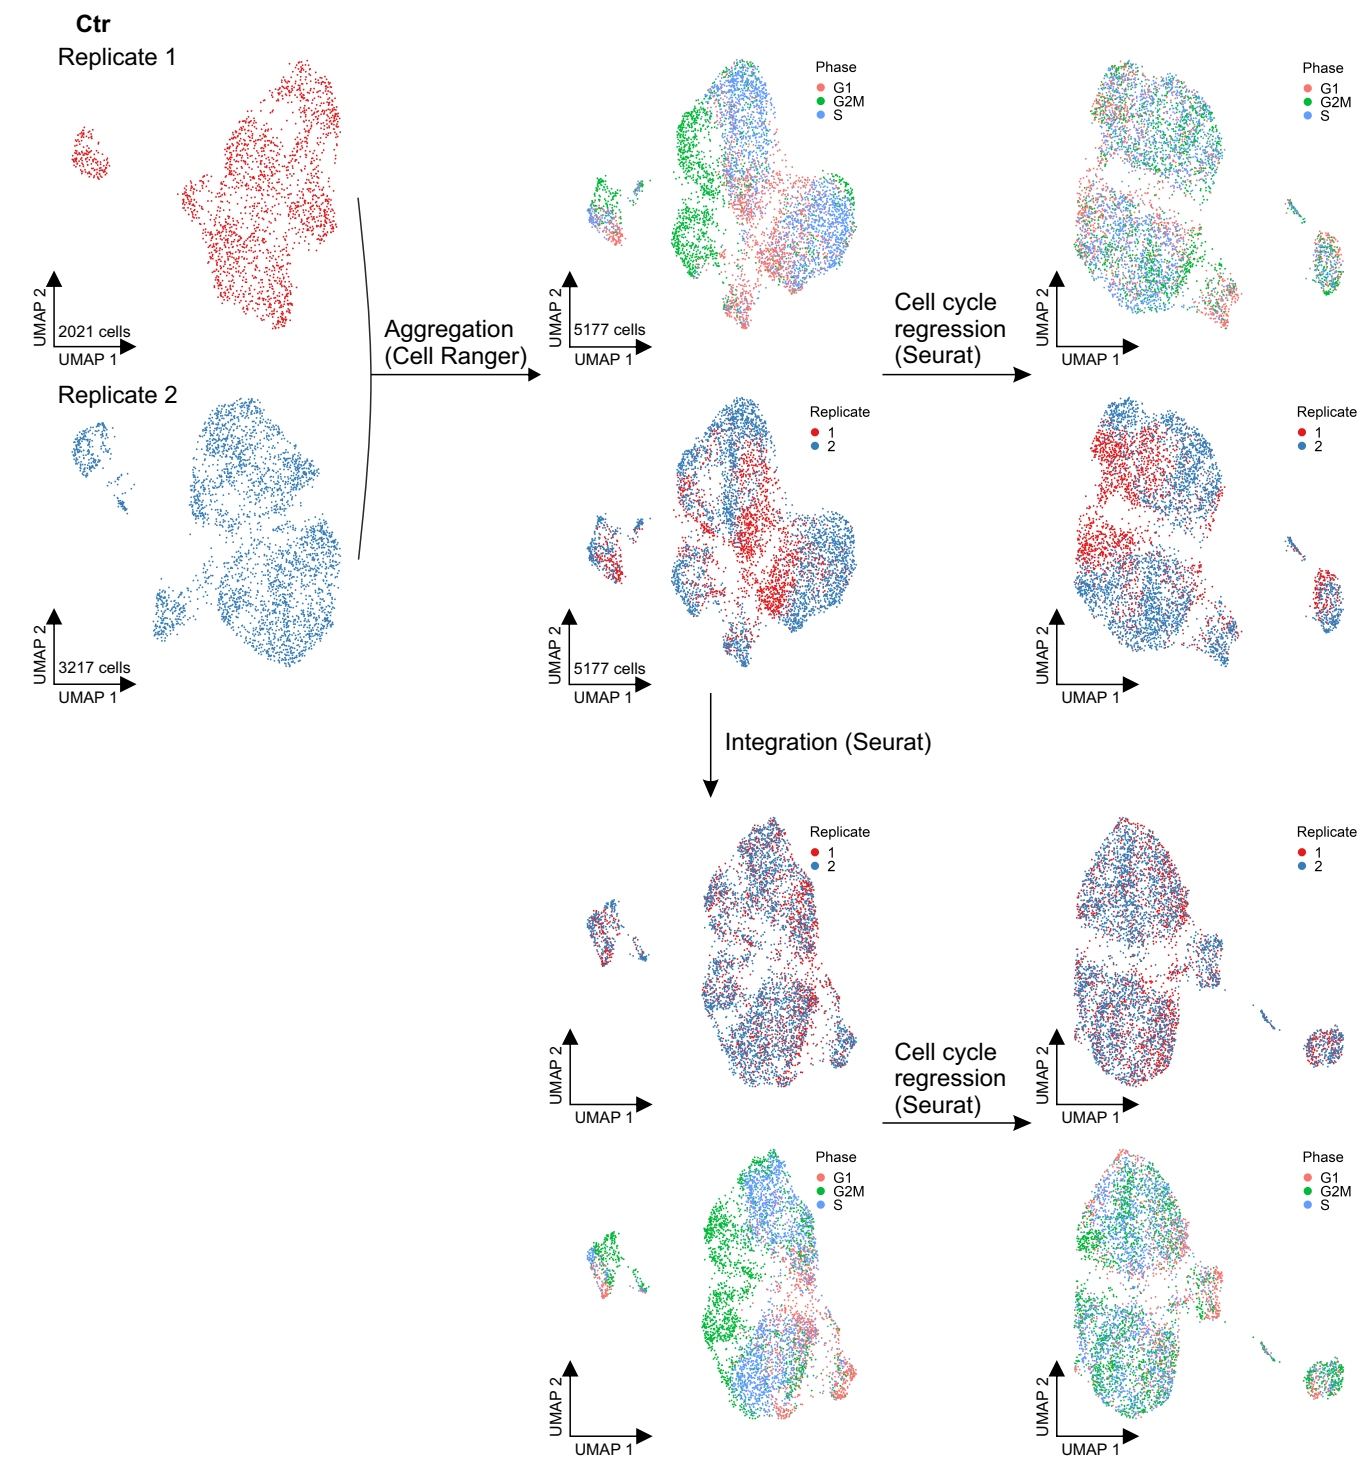 Ctr
Replicate 1
UMAP 2
2021 cells
UMAP 1
Replicate 2
UMAP 2
3217 cells
UMAP 1
Aggregation
(Cell Ranger)
Phase
G1
G2M
S
UMAP 2
5177 cells
UMAP 1
Cell cycle
regression
(Seurat)
Phase
G1
G2M
S
UMAP 2
UMAP 1
Replicate
1
2
UMAP 2
5177 cells
UMAP 1
Replicate
1
2
UMAP 2
UMAP 1
Integration (Seurat)
Replicate
1
2
UMAP 2
UMAP 1
Cell cycle
regression
(Seurat)
Replicate
1
2
UMAP 2
UMAP 1
Phase
G1
G2M
S
UMAP 2
UMAP 1
Phase
G1
G2M
S
UMAP 2
UMAP 1